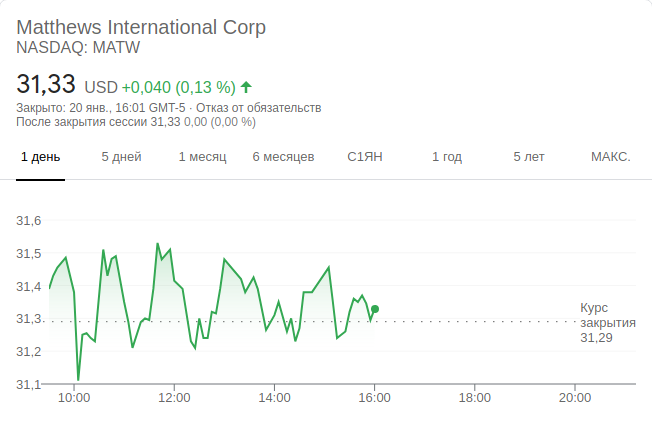 Matthews International Corp
NASDAQ: MATW
31,33 USD +0,040 (0,13 %)
Закрыто: 20 янв., 16:01 GMT-5 · Отказ от обязательств
После закрытия сессии 31,33 0,00 (0,00 %)
1 день 5 дней 1 месяц 6 месяцев С1ЯН 1 год 5 лет МАКС.
31,6
31,5
31,4
31,3
31,2
31,1
Курс
закрытия
31,29
10:00 12:00 14:00 16:00 18:00 20:00